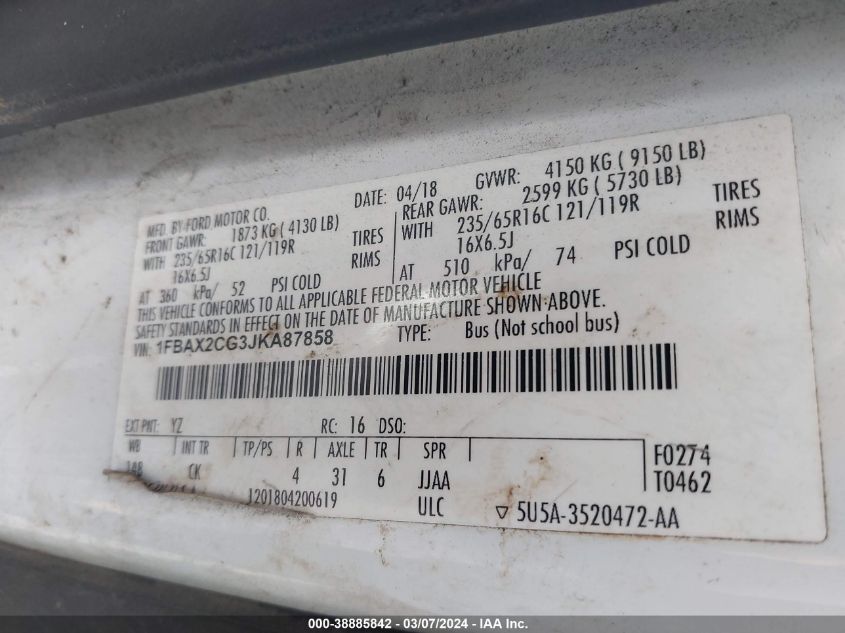 MFD. BY FORD MOTOR CO. DATE: 04/18 GVWR: 4150 KG ( 9150 LB)
FRONT GAWR: 1873 KG ( 4130 LB) REAR GAWR: 2599 KG ( 5730 LB)
WITH 235/65R16C 121/119R TIRES WITH 235/65R16C 121/119R TIRES
16X6.5J RIMS 16X6.5J RIMS
AT 360 kPa/ 52 PSI COLD AT 510 kPa/ 74 PSI COLD
THIS VEHICLE CONFORMS TO ALL APPLICABLE FEDERAL MOTOR VEHICLE
SAFETY STANDARDS IN EFFECT ON THE DATE OF MANUFACTURE SHOWN ABOVE.
VIN: 1FBAX2CG3JKA87858 TYPE: Bus (Not school bus)
EXT PNT: YZ RC: 16 DSO:
WB INT TR TP/PS R AXLE TR SPR F0274
148 CK 4 31 6 JJAA T0462
1201804200619 ULC ▽ 5U5A-3520472-AA
000-38885842 - 03/07/2024 - IAA Inc.